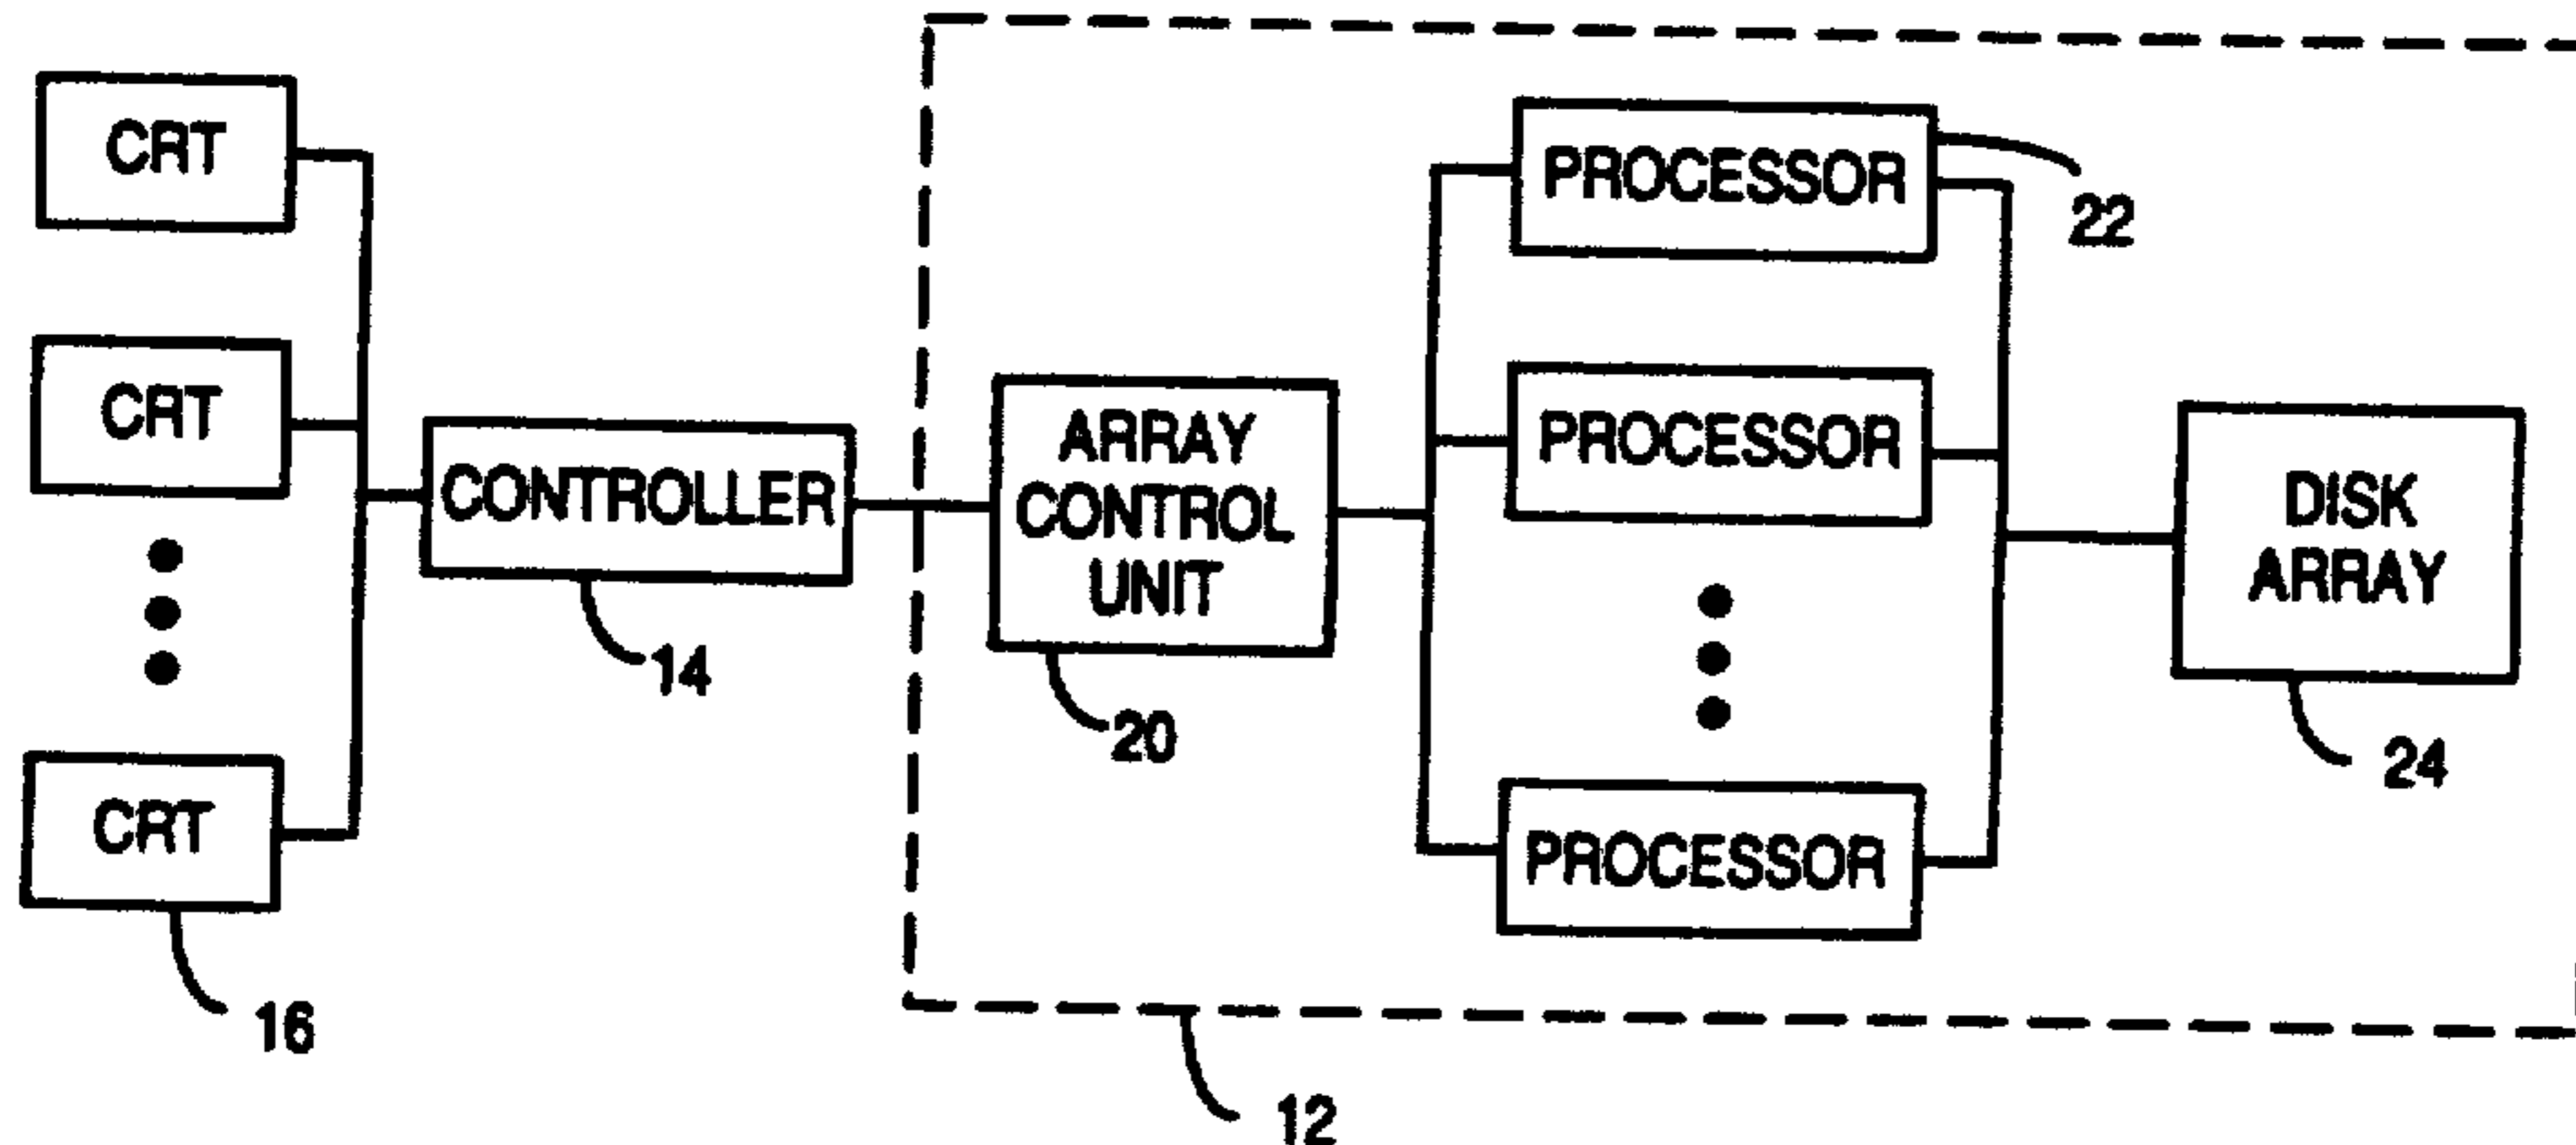 CRT
CRT
CRT
16
CONTROLLER
14
ARRAY
CONTROL
UNIT
20
PROCESSOR
22
PROCESSOR
PROCESSOR
DISK
ARRAY
24
12